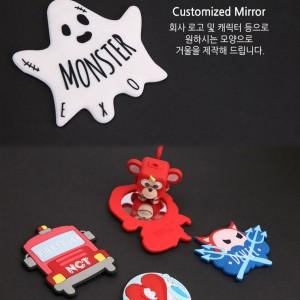 Customized Mirror
회사 로고 및 캐릭터 등으로
원하시는 모양으로
거울을 제작해 드립니다.
MONSTER
EXO
NCT